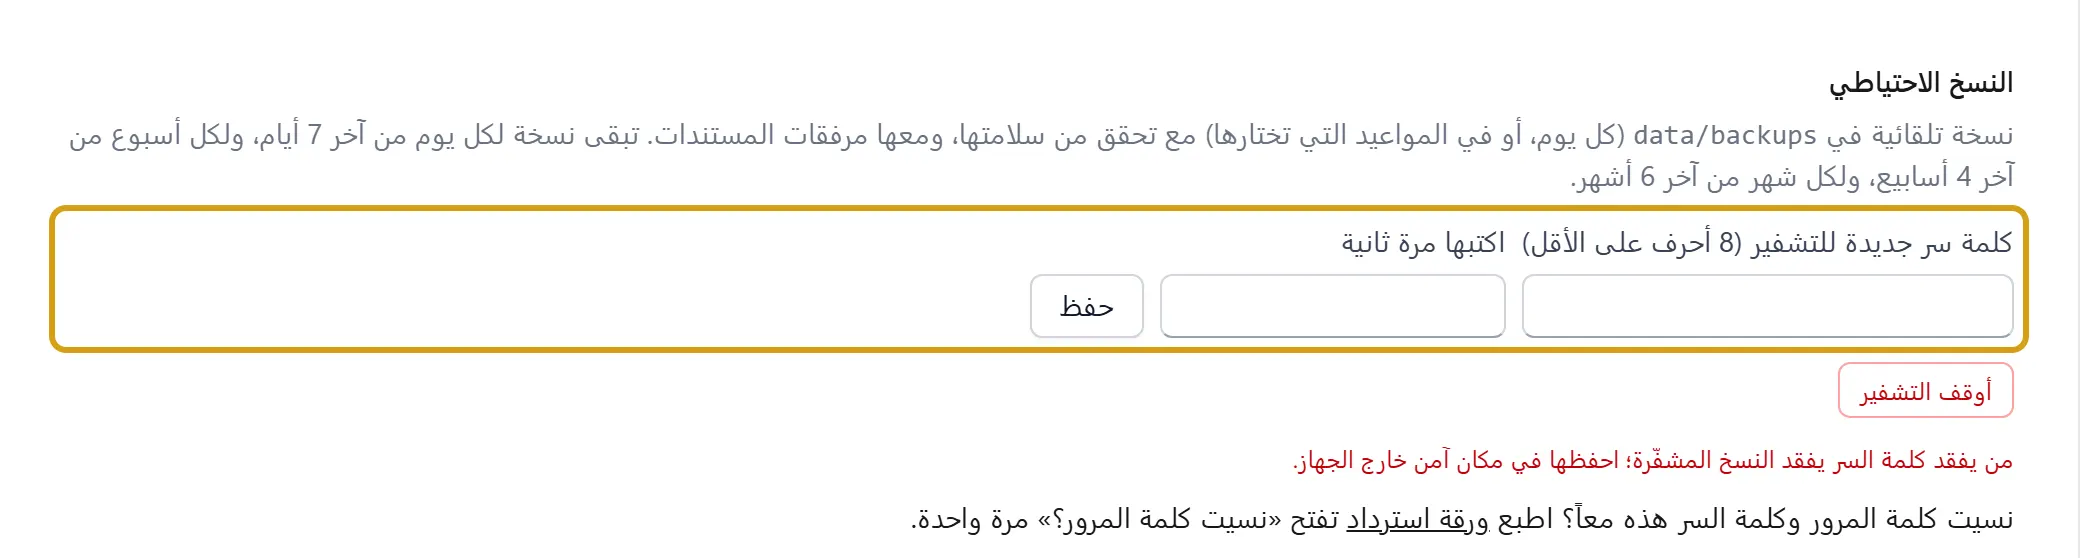 النسخ الاحتياطي
نسخة تلقائية في data/backups (كل يوم، أو في المواعيد التي تختارها) مع تحقق من سلامتها، ومعها مرفقات المستندات. تبقى نسخة لكل يوم من آخر 7 أيام، ولكل أسبوع من
آخر 4 أسابيع، ولكل شهر من آخر 6 أشهر.
كلمة سر جديدة للتشفير (8 أحرف على الأقل) اكتبها مرة ثانية
حفظ
أوقف التشفير
من يفقد كلمة السر يفقد النسخ المشفّرة؛ احفظها في مكان آمن خارج الجهاز.
نسيت كلمة المرور وكلمة السر هذه معاً؟ اطبع ورقة استرداد تفتح «نسيت كلمة المرور؟» مرة واحدة.